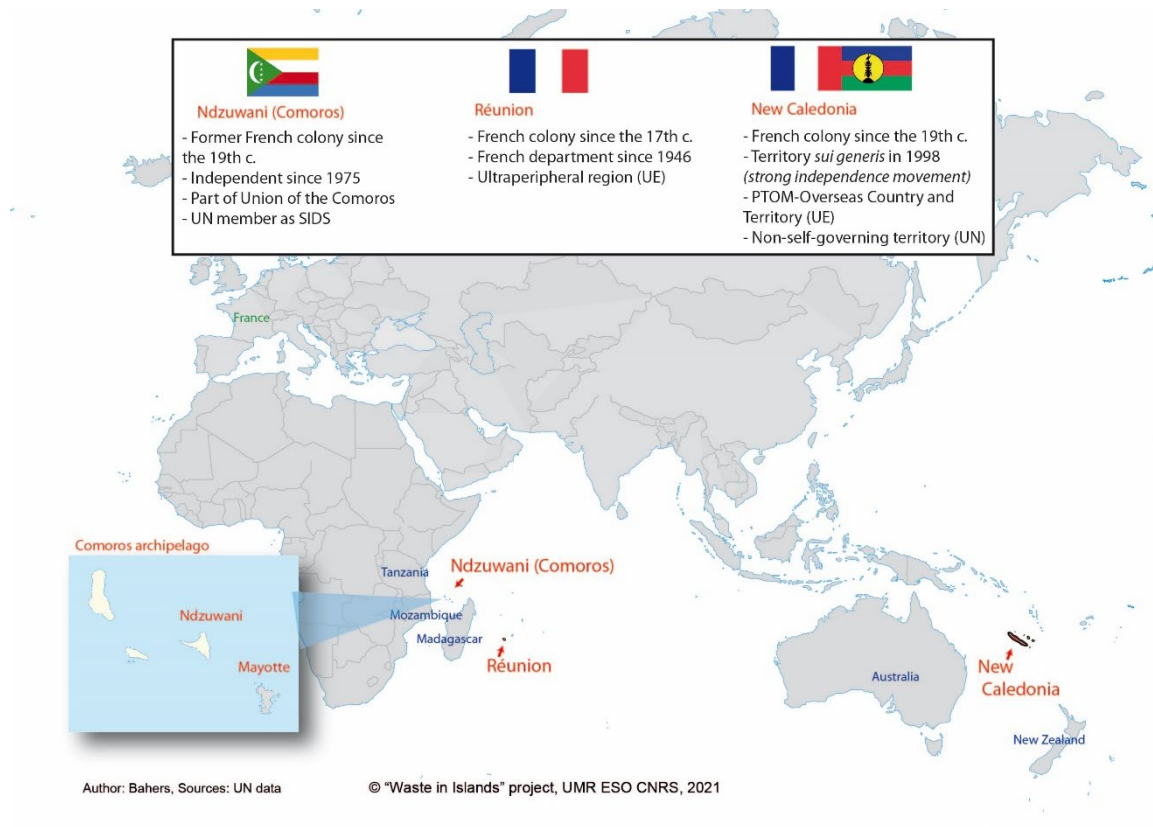 Ndzuwani (Comoros)
- Former French colony since
the 19th c.
- Independent since 1975
- Part of Union of the Comoros
- UN member as SIDS
Réunion
- French colony since the 17th c.
- French department since 1946
- Ultraperipheral region (UE)
New Caledonia
- French colony since the 19th c.
- Territory sui generis in 1998
(strong independence movement)
- PTOM-Overseas Country and
Territory (UE)
- Non-self-governing territory (UN)
France
Comoros archipelago
Ndzuwani
Mayotte
Tanzania
Ndzuwani (Comoros)
Mozambique
Madagascar
Réunion
Australia
New
Caledonia
New Zealand
Author: Bahers, Sources: UN data
© “Waste in Islands” project, UMR ESO CNRS, 2021